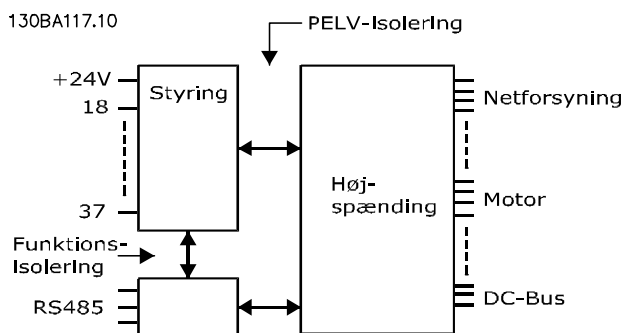 130BA117.10
PELV-Isolering
+24V
Styring
18
Netforsyning
Høj-
spænding
37
Motor
Funktions-
Isolering
RS485
DC-Bus